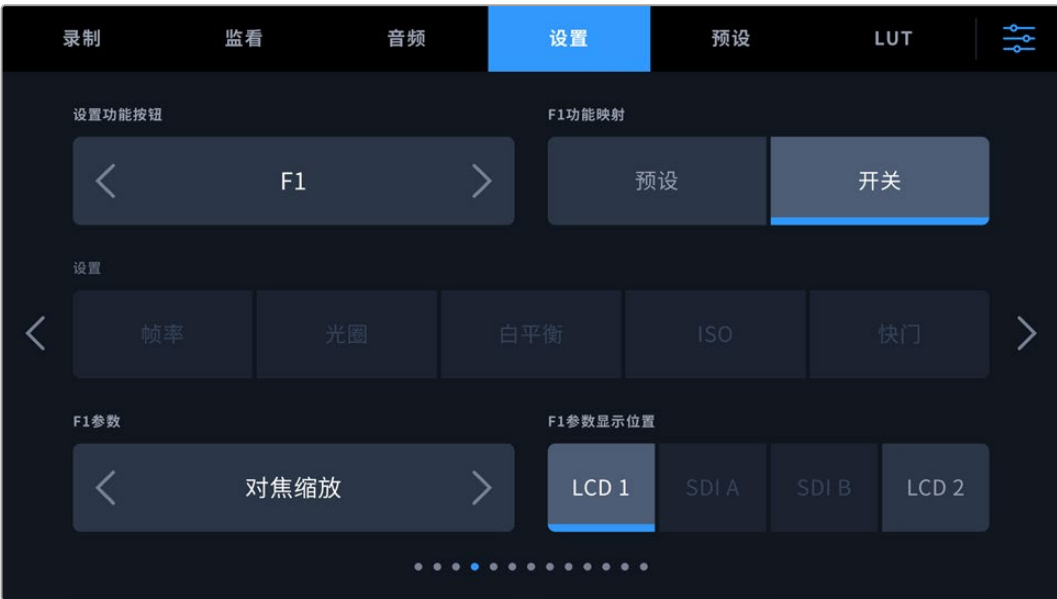 录制 监看 音频 设置 预设 LUT
设置功能按钮 F1功能映射
F1 预设 开关
设置
帧率 光圈 白平衡 ISO 快门
F1参数 F1参数显示位置
对焦缩放 LCD 1 SDI A SDI B LCD 2